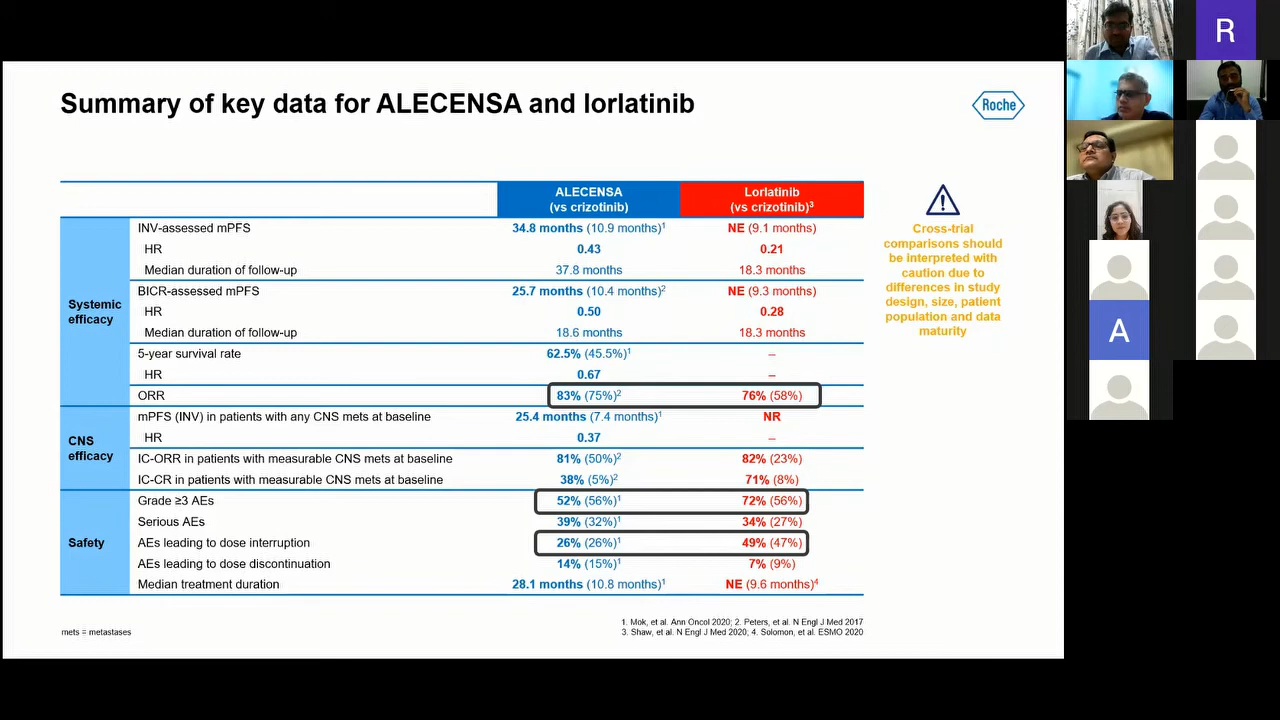 Summary of key data for ALECENSA and lorlatinib
Roche
ALECENSA
(vs crizotinib)
Lorlatinib
(vs crizotinib)3
Systemic
efficacy
INV-assessed mPFS 34.8 months (10.9 months)1 NE (9.1 months)
HR 0.43 0.21
Median duration of follow-up 37.8 months 18.3 months
BICR-assessed mPFS 25.7 months (10.4 months)2 NE (9.3 months)
HR 0.50 0.28
Median duration of follow-up 18.6 months 18.3 months
5-year survival rate 62.5% (45.5%)1 –
HR 0.67 –
ORR 83% (75%)2 76% (58%)
CNS
efficacy
mPFS (INV) in patients with any CNS mets at baseline 25.4 months (7.4 months)1 NR
HR 0.37 –
IC-ORR in patients with measurable CNS mets at baseline 81% (50%)2 82% (23%)
IC-CR in patients with measurable CNS mets at baseline 38% (5%)2 71% (8%)
Safety
Grade ≥3 AEs 52% (56%)1 72% (56%)
Serious AEs 39% (32%)1 34% (27%)
AEs leading to dose interruption 26% (26%)1 49% (47%)
AEs leading to dose discontinuation 14% (15%)1 7% (9%)
Median treatment duration 28.1 months (10.8 months)1 NE (9.6 months)4
Cross-trial
comparisons should
be interpreted with
caution due to
differences in study
design, size, patient
population and data
maturity
mets = metastases
1. Mok, et al. Ann Oncol 2020; 2. Peters, et al. N Engl J Med 2017
3. Shaw, et al. N Engl J Med 2020; 4. Solomon, et al. ESMO 2020
R
A